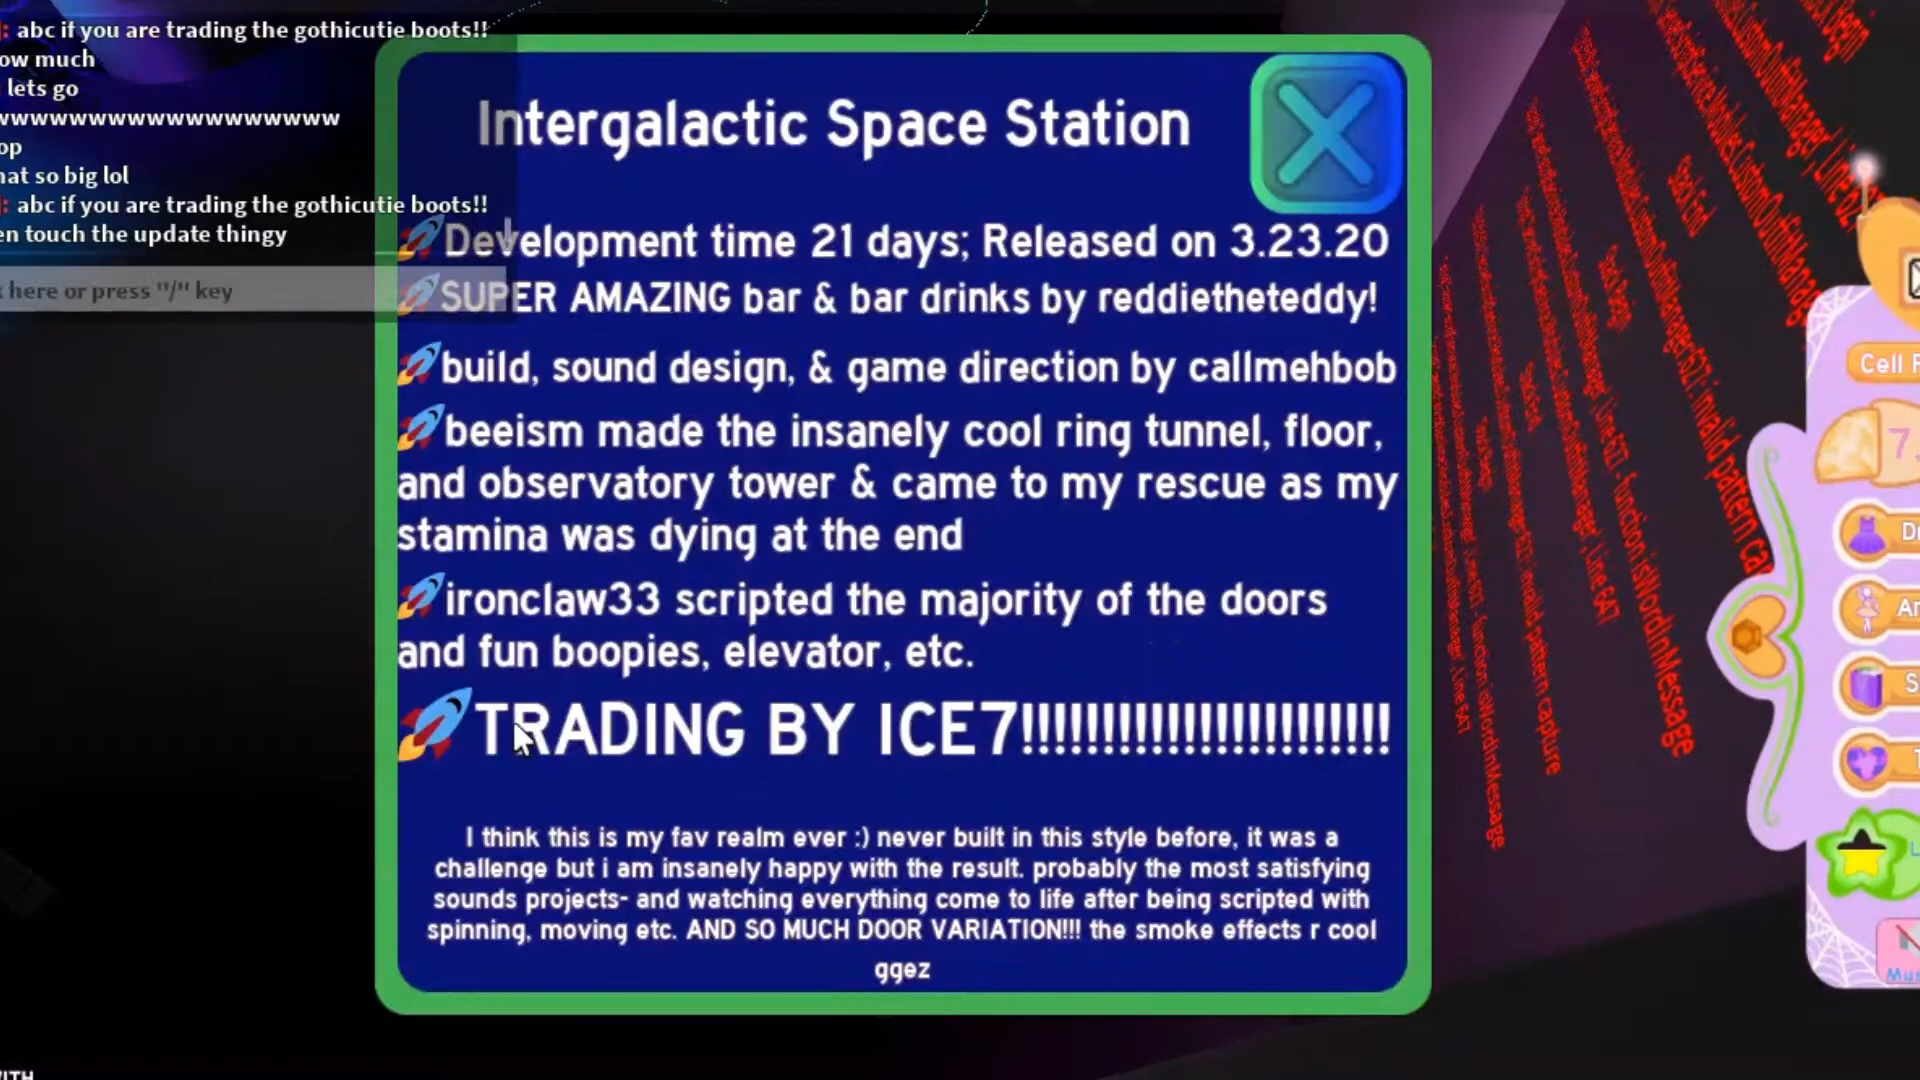 abc if you are trading the gothicutie boots!!
ow much
lets go
wwwwwwwwwwwwwwwwww
op
hat so big lol
abc if you are trading the gothicutie boots!!
en touch the update thingy
here or press "/" key
Intergalactic Space Station
🚀Development time 21 days; Released on 3.23.20
🚀SUPER AMAZING bar & bar drinks by reddietheteddy!
🚀build, sound design, & game direction by callmehbob
🚀beeism made the insanely cool ring tunnel, floor,
and observatory tower & came to my rescue as my
stamina was dying at the end
🚀ironclaw33 scripted the majority of the doors
and fun boopies, elevator, etc.
🚀TRADING BY ICE7!!!!!!!!!!!!!!!!!!!!!!!
I think this is my fav realm ever :) never built in this style before, it was a
challenge but i am insanely happy with the result. probably the most satisfying
sounds projects- and watching everything come to life after being scripted with
spinning, moving etc. AND SO MUCH DOOR VARIATION!!! the smoke effects r cool
ggez
Cell
7
Mus